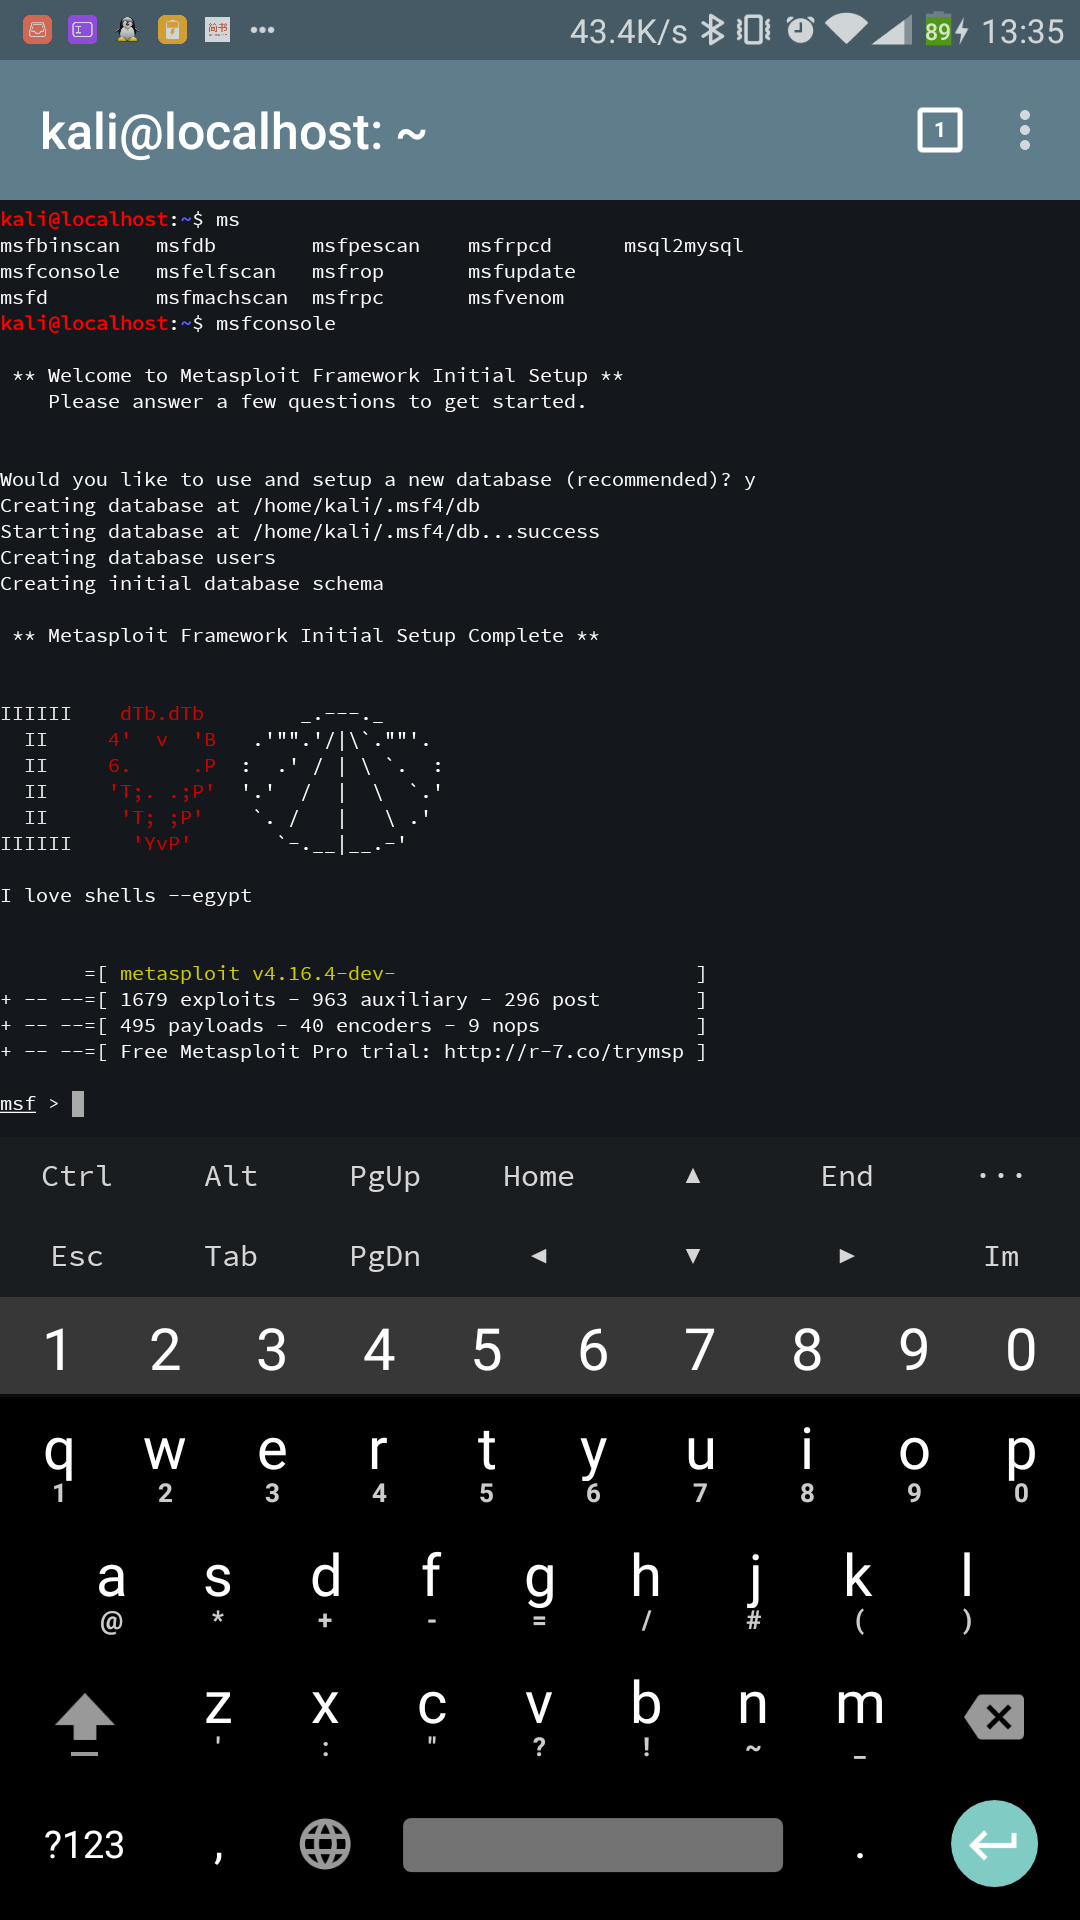 简书 ••• 43.4K/s 89 13:35
kali@localhost: ~ 1
kali@localhost:~$ ms
msfbinscan   msfdb        msfpescan    msfrpcd      msql2mysql
msfconsole   msfelfscan   msfrop       msfupdate
msfd         msfmachscan  msfrpc       msfvenom
kali@localhost:~$ msfconsole
 ** Welcome to Metasploit Framework Initial Setup **
    Please answer a few questions to get started.
Would you like to use and setup a new database (recommended)? y
Creating database at /home/kali/.msf4/db
Starting database at /home/kali/.msf4/db...success
Creating database users
Creating initial database schema
 ** Metasploit Framework Initial Setup Complete **
IIIIII    dTb.dTb        _.---._
  II     4'  v  'B   .'"".'/|\`.""'.
  II     6.     .P  :  .' / | \ `.  :
  II     'T;. .;P'  '.'  /  |  \  `.'
  II      'T; ;P'    `. /   |   \ .'
IIIIII     'YvP'       `-.__|__.-'
I love shells --egypt
       =[ metasploit v4.16.4-dev-                         ]
+ -- --=[ 1679 exploits - 963 auxiliary - 296 post        ]
+ -- --=[ 495 payloads - 40 encoders - 9 nops             ]
+ -- --=[ Free Metasploit Pro trial: http://r-7.co/trymsp ]
msf >
Ctrl Alt PgUp Home ▲ End ···
Esc Tab PgDn ◄ ▼ ► Im
1 2 3 4 5 6 7 8 9 0
q w e r t y u i o p
1 2 3 4 5 6 7 8 9 0
a s d f g h j k l
@ * + - = / # ( )
z x c v b n m
' : " ? ! ~ _
?123 , .